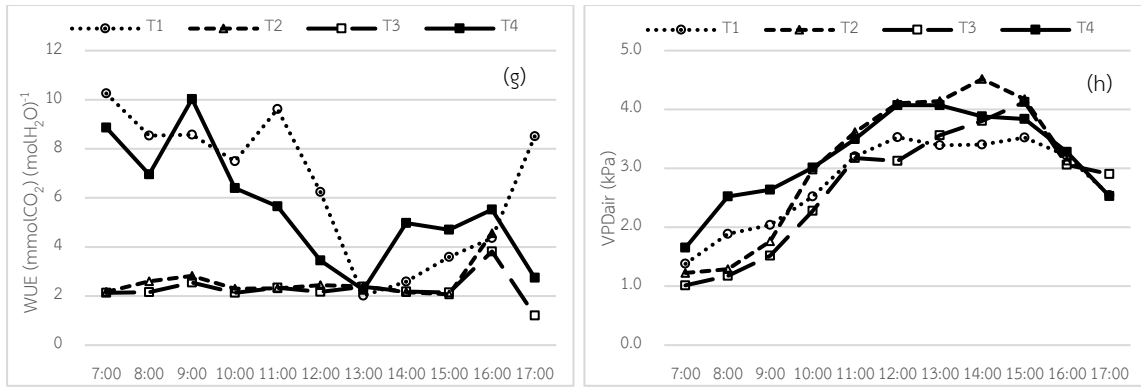 T1 T2 T3 T4
(g)
WUE (mmolCO₂) (molH₂O)⁻¹
12
10
8
6
4
2
0
7:00 8:00 9:00 10:00 11:00 12:00 13:00 14:00 15:00 16:00 17:00
T1 T2 T3 T4
(h)
VPDair (kPa)
5.0
4.0
3.0
2.0
1.0
0.0
7:00 8:00 9:00 10:00 11:00 12:00 13:00 14:00 15:00 16:00 17:00